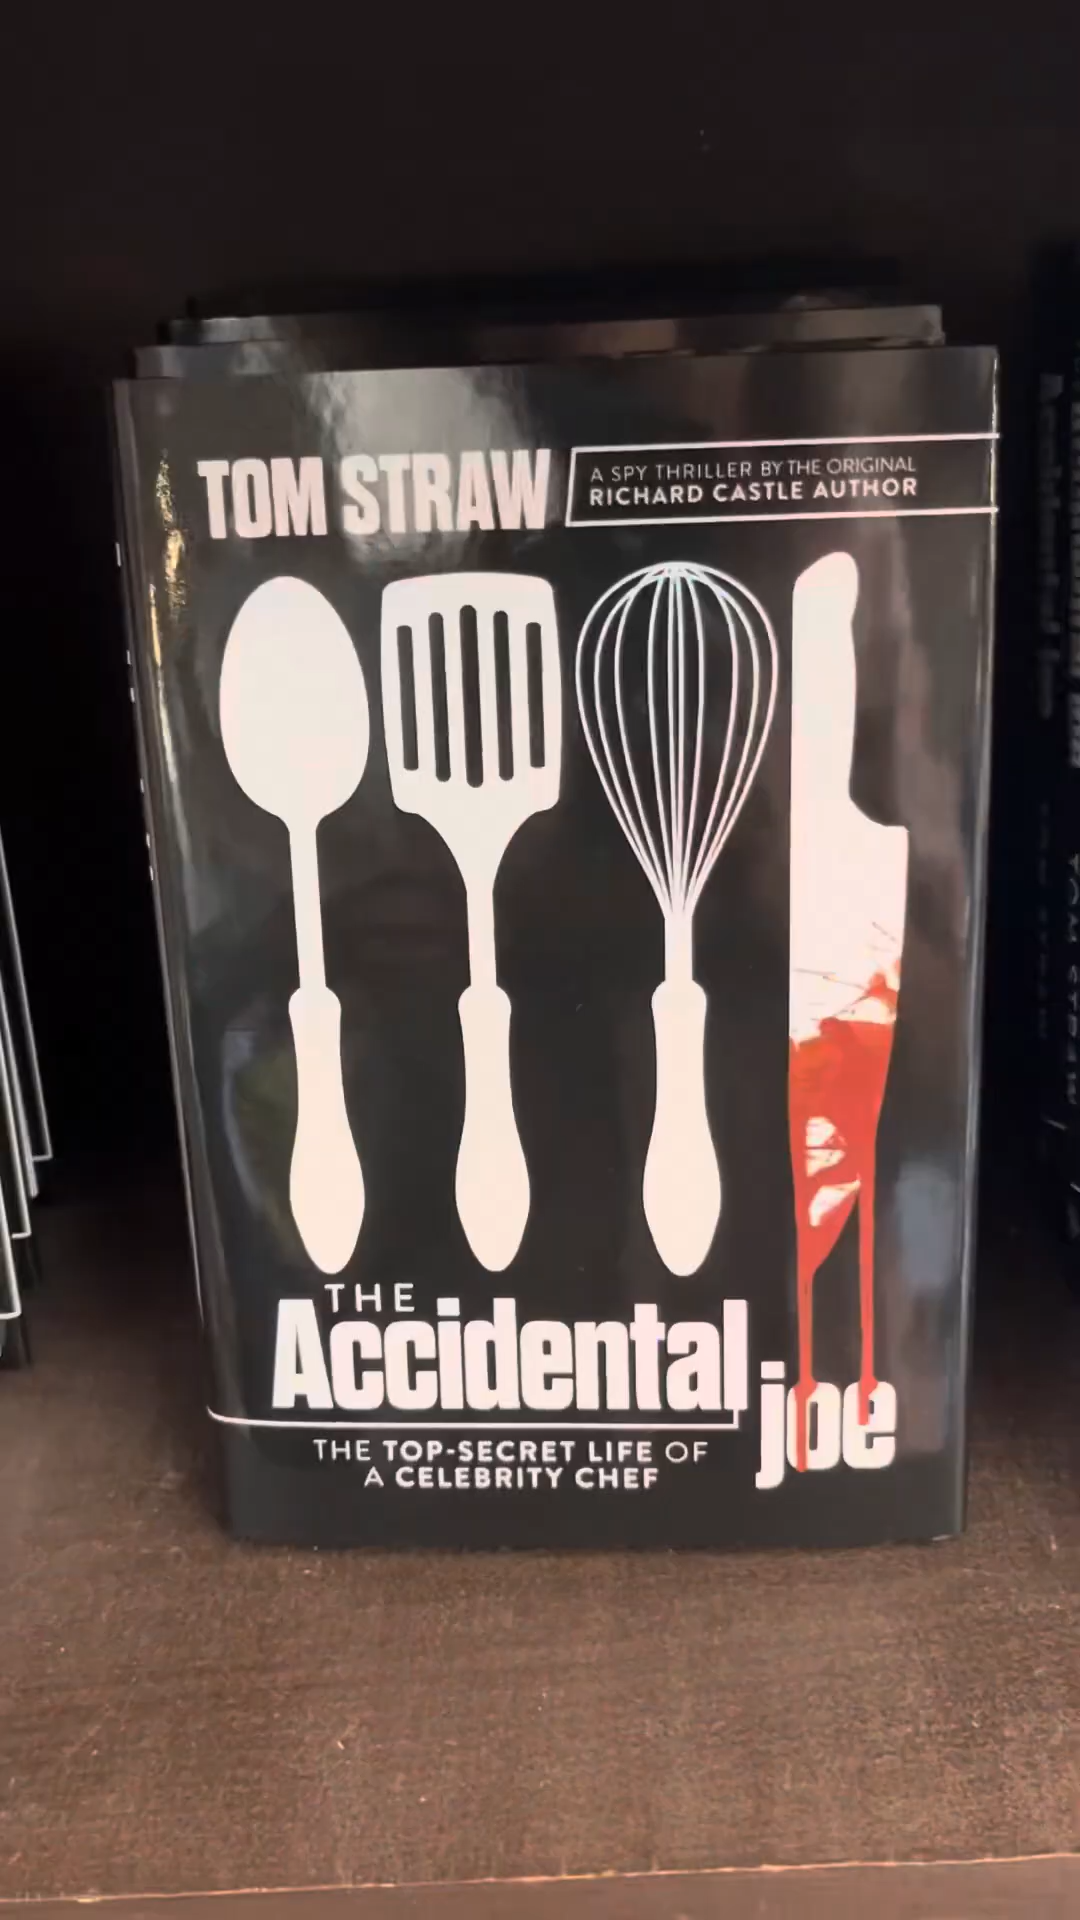 TOM STRAW
A SPY THRILLER BY THE ORIGINAL
RICHARD CASTLE AUTHOR
THE
Accidental
joe
THE TOP-SECRET LIFE OF
A CELEBRITY CHEF